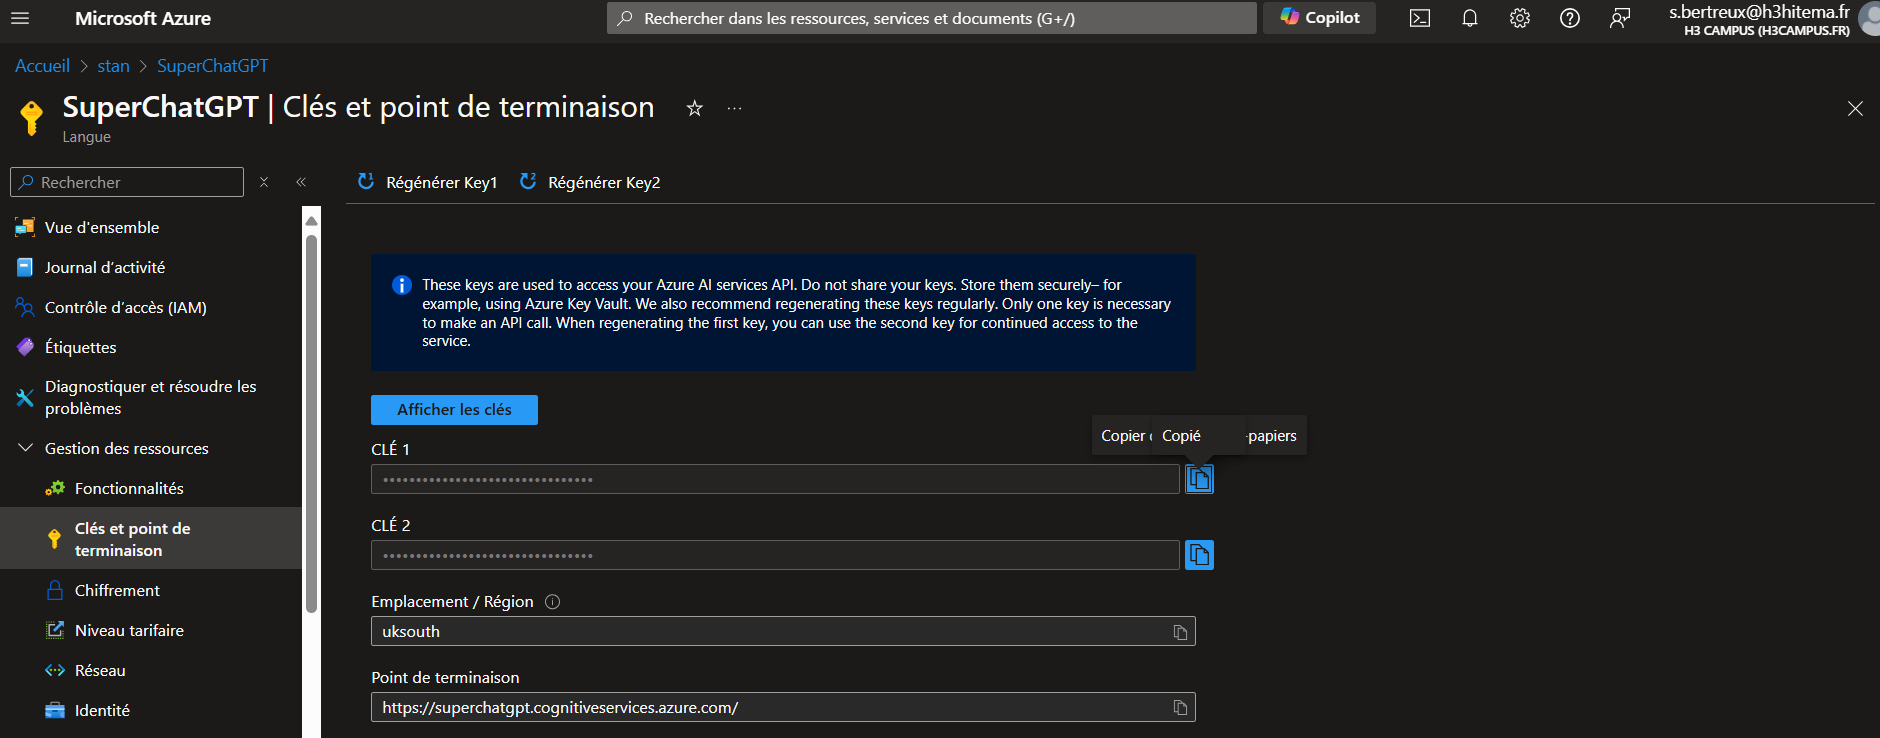 Microsoft Azure
Rechercher dans les ressources, services et documents (G+/)
Copilot
s.bertreux@h3hitema.fr
H3 CAMPUS (H3CAMPUS.FR)
Accueil > stan > SuperChatGPT
SuperChatGPT | Clés et point de terminaison
Langue
Rechercher
Régénérer Key1
Régénérer Key2
Vue d'ensemble
Journal d'activité
Contrôle d'accès (IAM)
Étiquettes
Diagnostiquer et résoudre les
problèmes
Gestion des ressources
Fonctionnalités
Clés et point de
terminaison
Chiffrement
Niveau tarifaire
Réseau
Identité
These keys are used to access your Azure AI services API. Do not share your keys. Store them securely– for
example, using Azure Key Vault. We also recommend regenerating these keys regularly. Only one key is necessary
to make an API call. When regenerating the first key, you can use the second key for continued access to the
service.
Afficher les clés
Copier
Copié
-papiers
CLÉ 1
••••••••••••••••••••••••••••••••
CLÉ 2
••••••••••••••••••••••••••••••••
Emplacement / Région
uksouth
Point de terminaison
https://superchatgpt.cognitiveservices.azure.com/